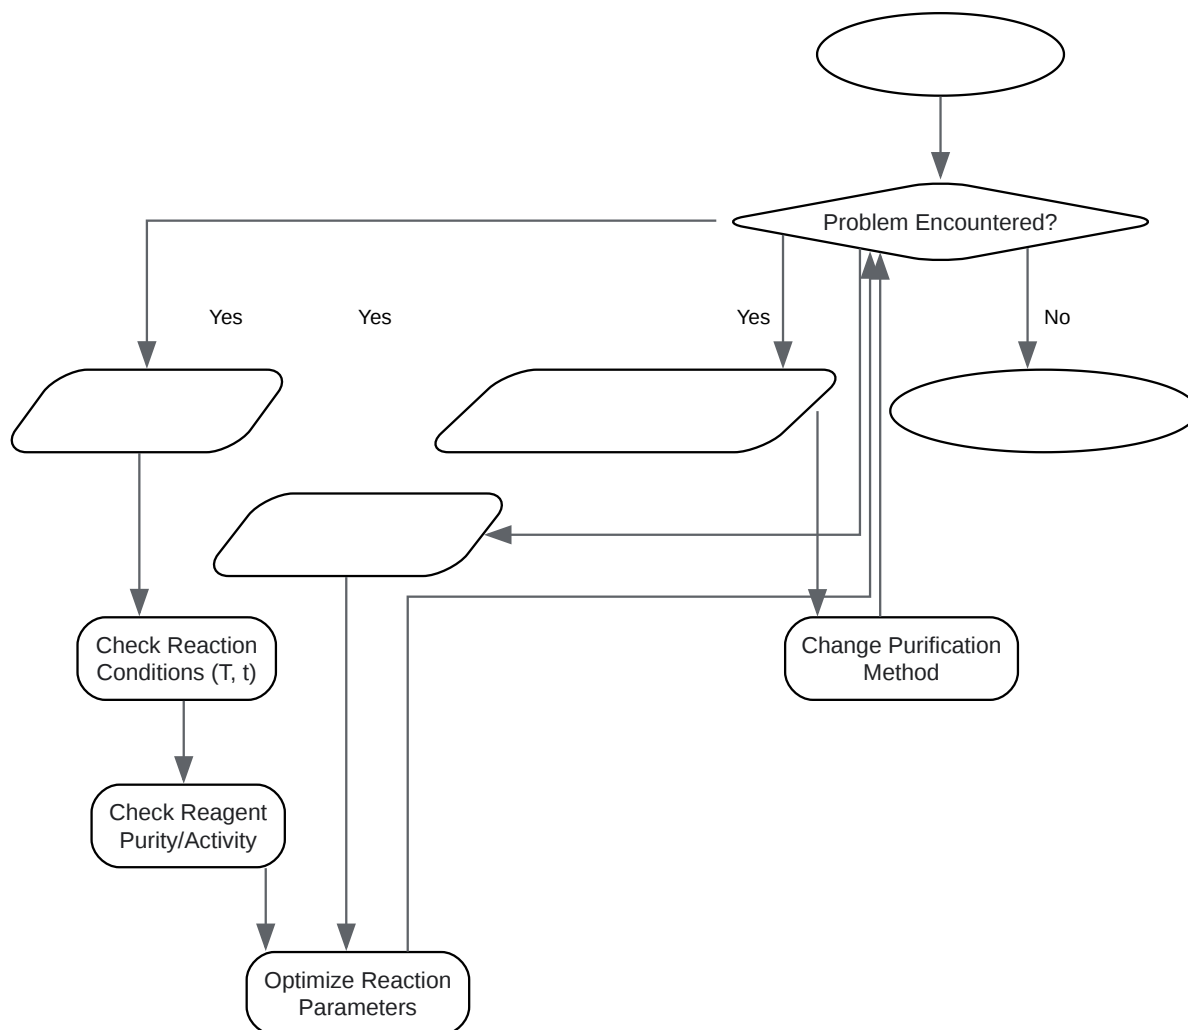 Problem Encountered?
Yes
Yes
Yes
No
Check Reaction
Conditions (T, t)
Change Purification
Method
Check Reagent
Purity/Activity
Optimize Reaction
Parameters